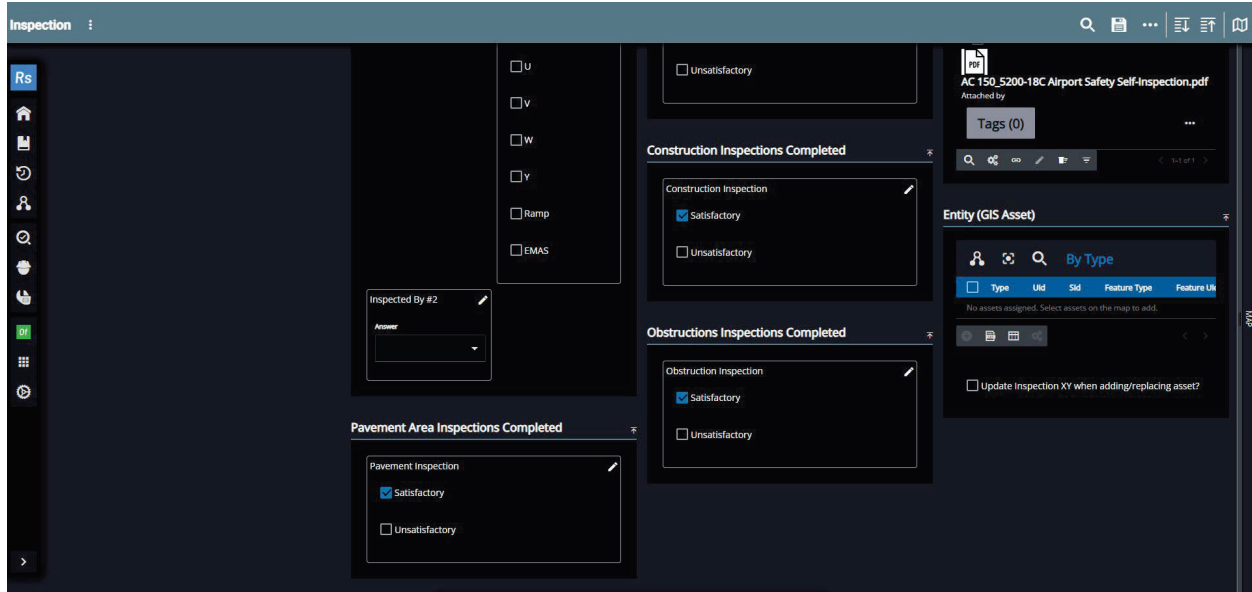 Inspection
Rs
Of
U
V
W
Y
Ramp
EMAS
Inspected By #2
Answer
Pavement Area Inspections Completed
Pavement Inspection
Satisfactory
Unsatisfactory
Unsatisfactory
Construction Inspections Completed
Construction Inspection
Satisfactory
Unsatisfactory
Obstructions Inspections Completed
Obstruction Inspection
Satisfactory
Unsatisfactory
PDF
AC 150_5200-18C Airport Safety Self-Inspection.pdf
Attached by
Tags (0)
1-1 of 1
Entity (GIS Asset)
By Type
Type Uid Sid Feature Type Feature Uid
No assets assigned. Select assets on the map to add.
Update Inspection XY when adding/replacing asset?
MAP